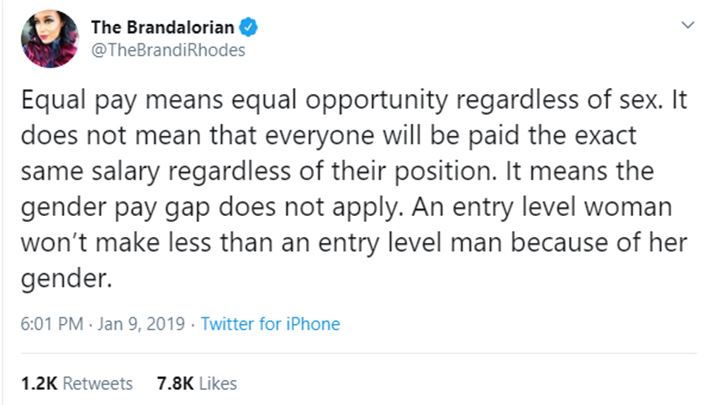 The Brandalorian
@TheBrandiRhodes
Equal pay means equal opportunity regardless of sex. It
does not mean that everyone will be paid the exact
same salary regardless of their position. It means the
gender pay gap does not apply. An entry level woman
won’t make less than an entry level man because of her
gender.
6:01 PM · Jan 9, 2019 · Twitter for iPhone
1.2K Retweets 7.8K Likes